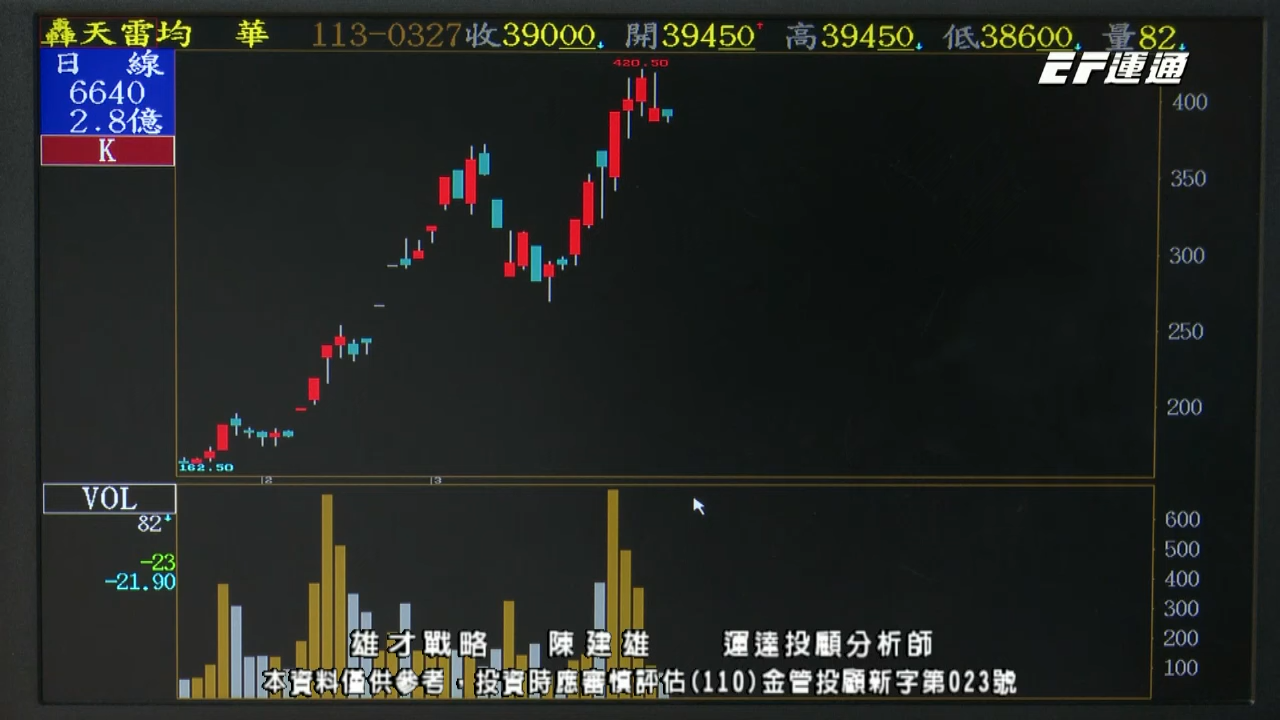 轟天雷均 華 113-0327收39000 開39450 高39450 低38600 量82
EF運通
日 線
6640
2.8億
K
420.50
400
350
300
250
200
162.50
2 3
VOL
82
-23
-21.90
600
500
400
300
200
100
雄才戰略 陳建雄 運達投顧分析師
本資料僅供參考，投資時應審慎評估(110)金管投顧新字第023號